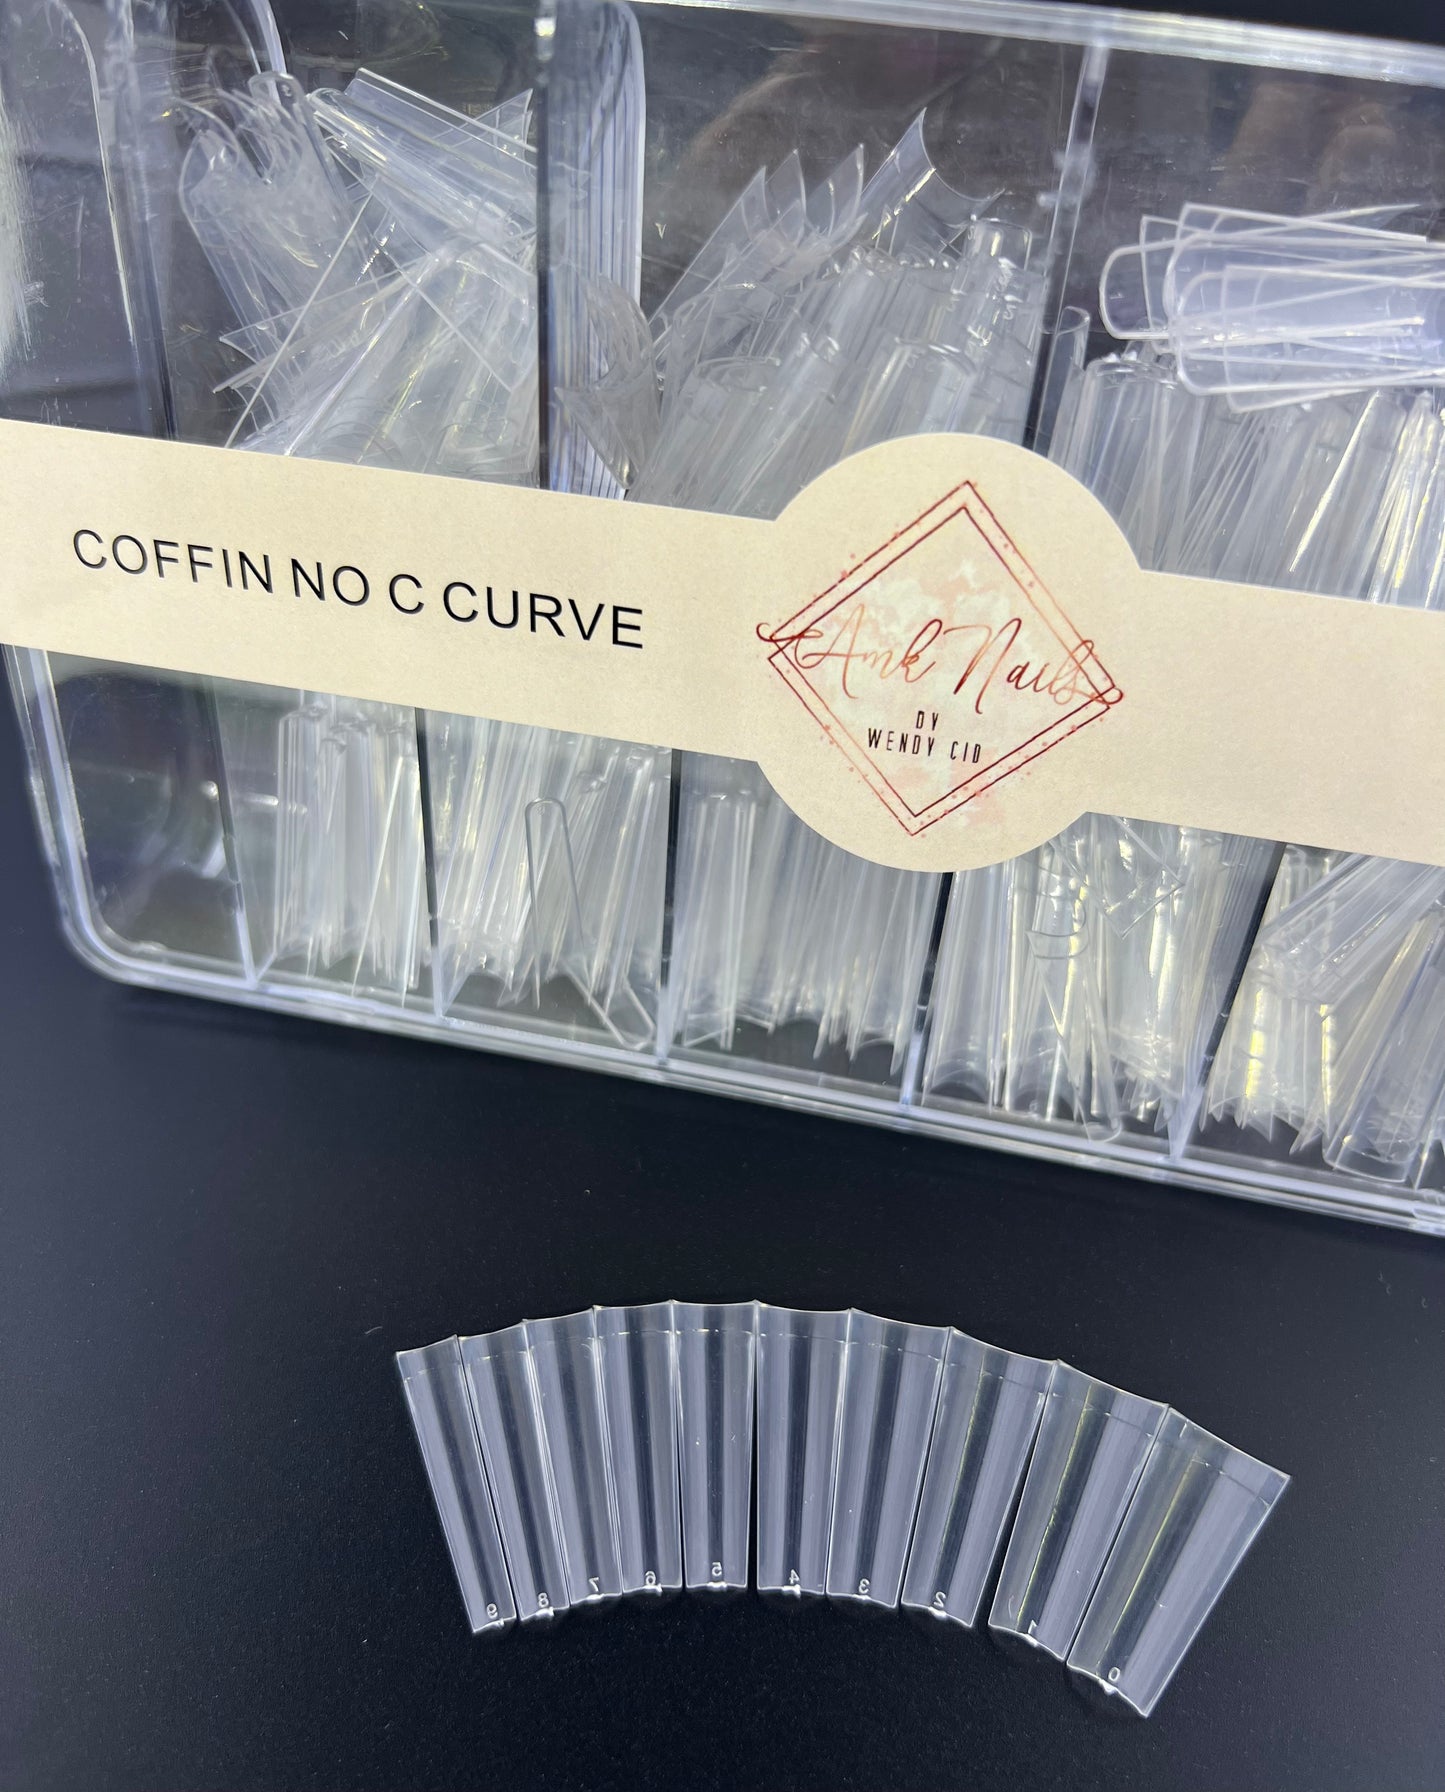 COFFIN NO C CURVE
Amk Nails
BY
WENDY CID
9 8 7 6 5 4 3 2 1 0